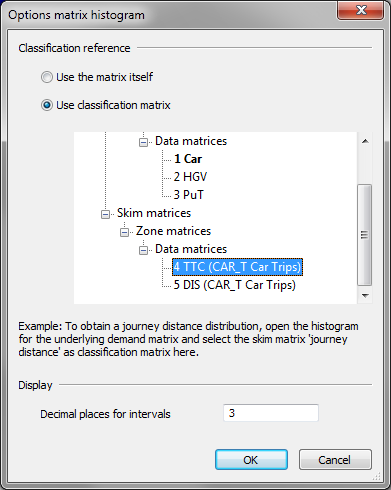 Options matrix histogram
Classification reference
Use the matrix itself
Use classification matrix
Data matrices
1 Car
2 HGV
3 PuT
Skim matrices
Zone matrices
Data matrices
4 TTC (CAR_T Car Trips)
5 DIS (CAR_T Car Trips)
Example: To obtain a journey distance distribution, open the histogram
for the underlying demand matrix and select the skim matrix 'journey
distance' as classification matrix here.
Display
Decimal places for intervals 3
OK Cancel